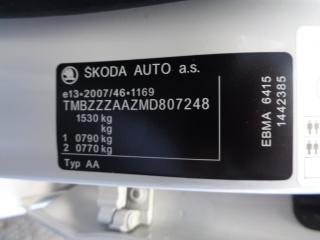 ŠKODA AUTO a.s.
e13*2007/46*1169
TMBZZZAAZMD807248
1530 kg
kg
1 0790 kg
2 0770 kg
Typ AA
EBMA 6415
1442385